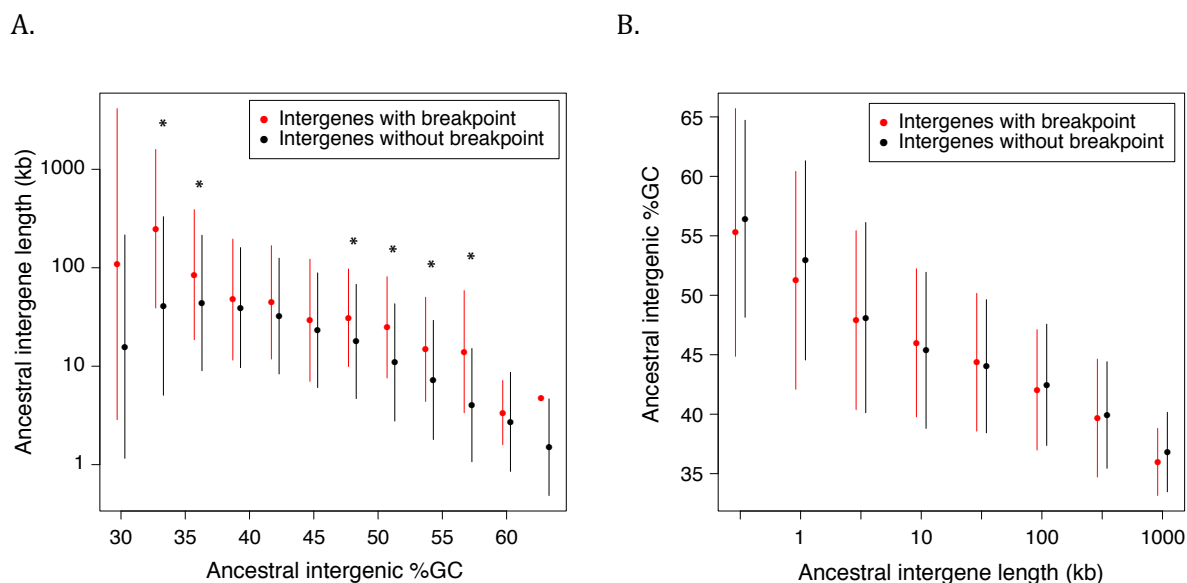 A.
Intergenes with breakpoint
Intergenes without breakpoint
*
*
*
*
*
*
1000
100
10
1
Ancestral intergene length (kb)
30 35 40 45 50 55 60
Ancestral intergenic %GC
B.
Intergenes with breakpoint
Intergenes without breakpoint
65
60
55
50
45
40
35
Ancestral intergenic %GC
1 10 100 1000
Ancestral intergene length (kb)